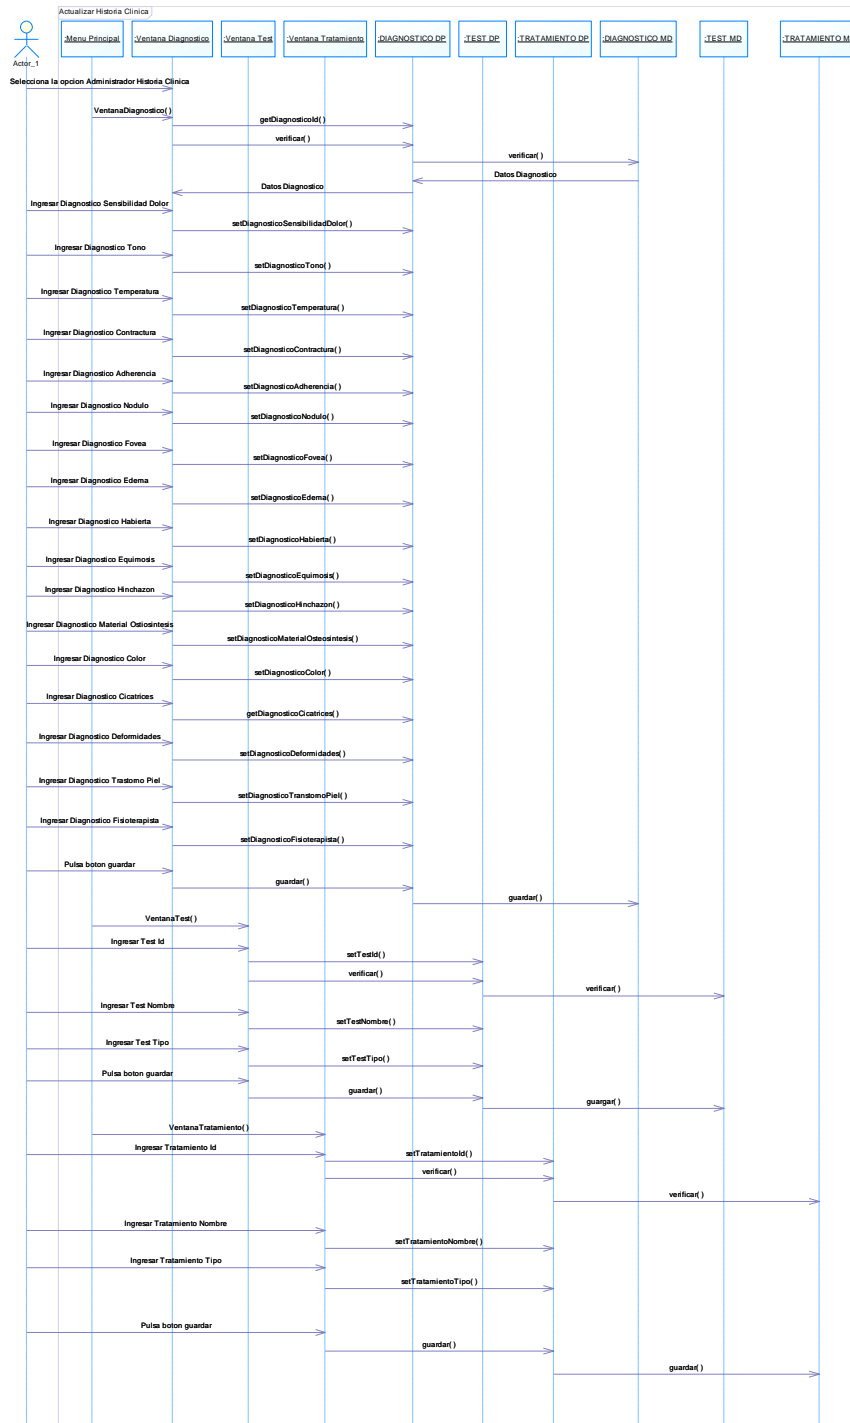 Actualizar Historia Clinica
:Menu Principal
:Ventana Diagnostico
:Ventana Test
:Ventana Tratamiento
:DIAGNOSTICO DP
:TEST DP
:TRATAMIENTO DP
:DIAGNOSTICO MD
:TEST MD
:TRATAMIENTO M
Actor_1
Selecciona la opcion Administrador Historia Clinica
VentanaDiagnostico( )
getDiagnosticoId( )
verificar( )
verificar( )
Datos Diagnostico
Datos Diagnostico
Ingresar Diagnostico Sensibilidad Dolor
setDiagnosticoSensibilidadDolor( )
Ingresar Diagnostico Tono
setDiagnosticoTono( )
Ingresar Diagnostico Temperatura
setDiagnosticoTemperatura( )
Ingresar Diagnostico Contractura
setDiagnosticoContractura( )
Ingresar Diagnostico Adherencia
setDiagnosticoAdherencia( )
Ingresar Diagnostico Nodulo
setDiagnosticoNodulo( )
Ingresar Diagnostico Fovea
setDiagnosticoFovea( )
Ingresar Diagnostico Edema
setDiagnosticoEdema( )
Ingresar Diagnostico Habierta
setDiagnosticoHabierta( )
Ingresar Diagnostico Equimosis
setDiagnosticoEquimosis( )
Ingresar Diagnostico Hinchazon
setDiagnosticoHinchazon( )
Ingresar Diagnostico Material Ostiosintesis
setDiagnosticoMaterialOsteosintesis( )
Ingresar Diagnostico Color
setDiagnosticoColor( )
Ingresar Diagnostico Cicatrices
getDiagnosticoCicatrices( )
Ingresar Diagnostico Deformidades
setDiagnosticoDeformidades( )
Ingresar Diagnostico Trastorno Piel
setDiagnosticoTranstornoPiel( )
Ingresar Diagnostico Fisioterapista
setDiagnosticoFisioterapista( )
Pulsa boton guardar
guardar( )
guardar( )
VentanaTest( )
Ingresar Test Id
setTestId( )
verificar( )
verificar( )
Ingresar Test Nombre
setTestNombre( )
Ingresar Test Tipo
setTestTipo( )
Pulsa boton guardar
guardar( )
guargar( )
VentanaTratamiento( )
Ingresar Tratamiento Id
setTratamientoId( )
verificar( )
verificar( )
Ingresar Tratamiento Nombre
setTratamientoNombre( )
Ingresar Tratamiento Tipo
setTratamientoTipo( )
Pulsa boton guardar
guardar( )
guardar( )